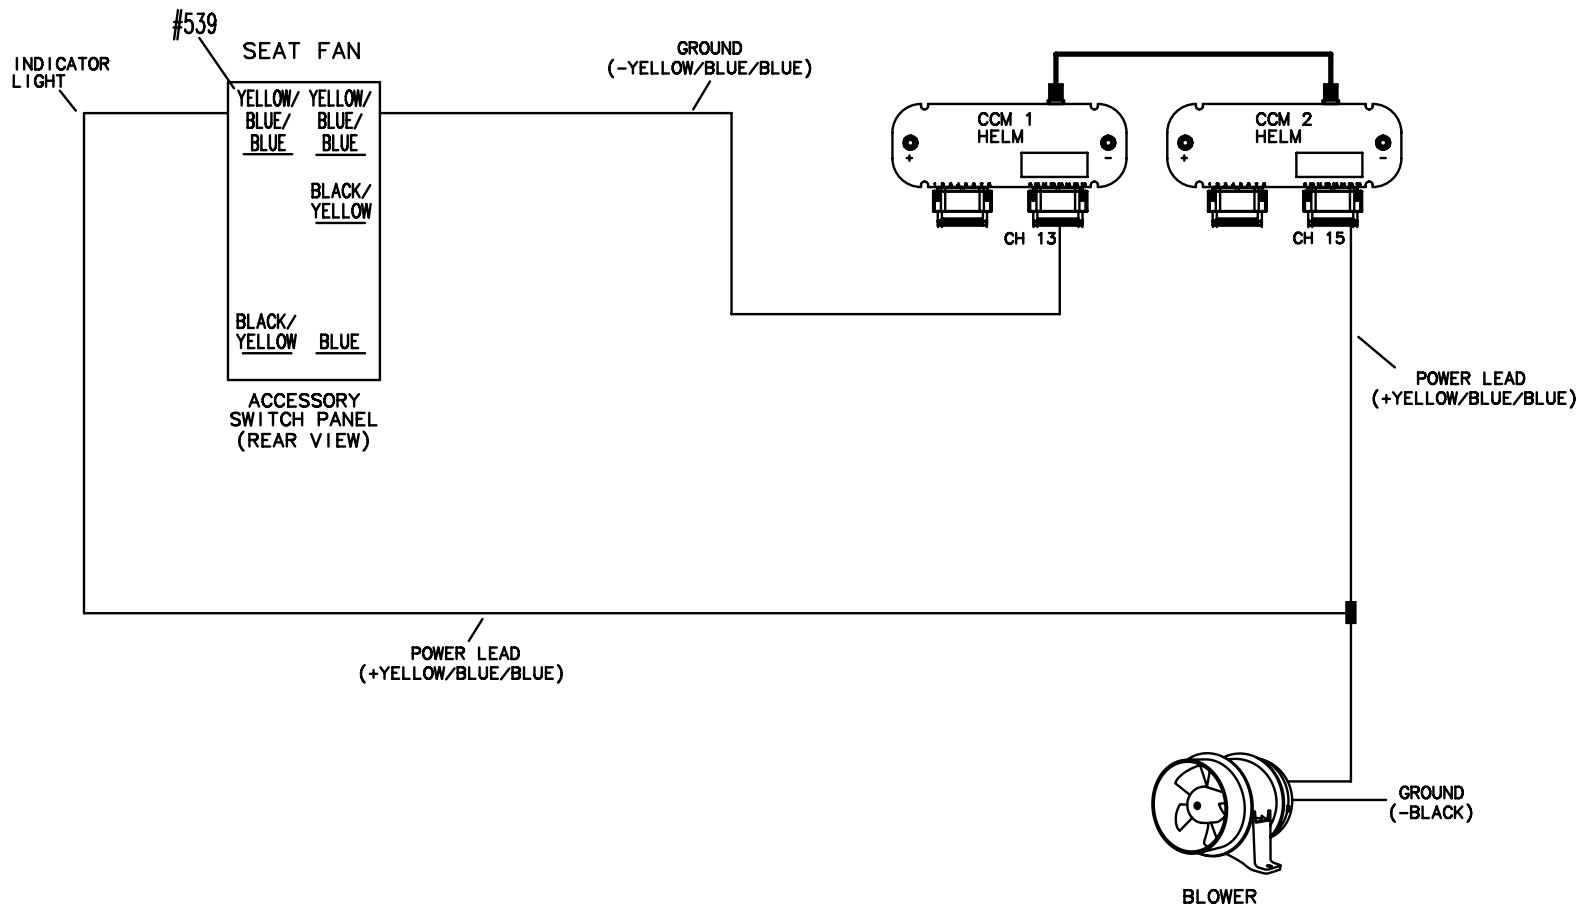 #539
SEAT FAN
INDICATOR
LIGHT
YELLOW/
BLUE/
BLUE
YELLOW/
BLUE/
BLUE
BLACK/
YELLOW
BLACK/
YELLOW
BLUE
ACCESSORY
SWITCH PANEL
(REAR VIEW)
GROUND
(-YELLOW/BLUE/BLUE)
CCM 1
HELM
+
-
CH 13
CCM 2
HELM
+
-
CH 15
POWER LEAD
(+YELLOW/BLUE/BLUE)
POWER LEAD
(+YELLOW/BLUE/BLUE)
GROUND
(-BLACK)
BLOWER